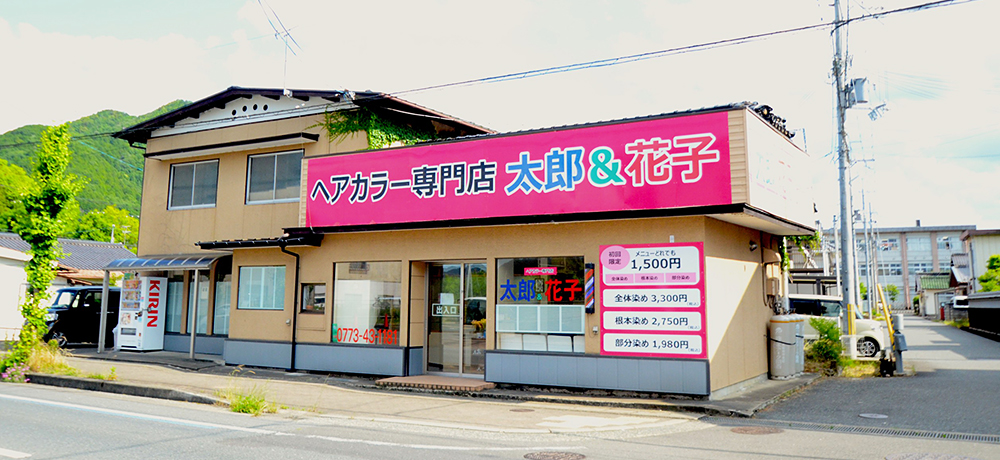 ヘアカラー専門店 太郎&花子
初回限定 メニューどれでも
1,500円
全体染め 根本染め 部分染め
全体染め 3,300円
根本染め 2,750円
部分染め 1,980円
ヘアカラー専門店
太郎&花子
出入口
KIRIN